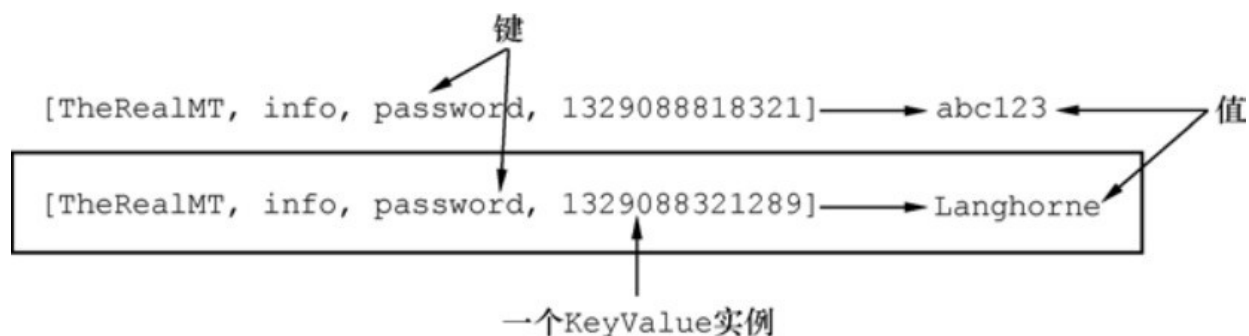 键
[TheRealMT, info, password, 1329088818321] abc123
值
[TheRealMT, info, password, 1329088321289] Langhorne
一个KeyValue实例